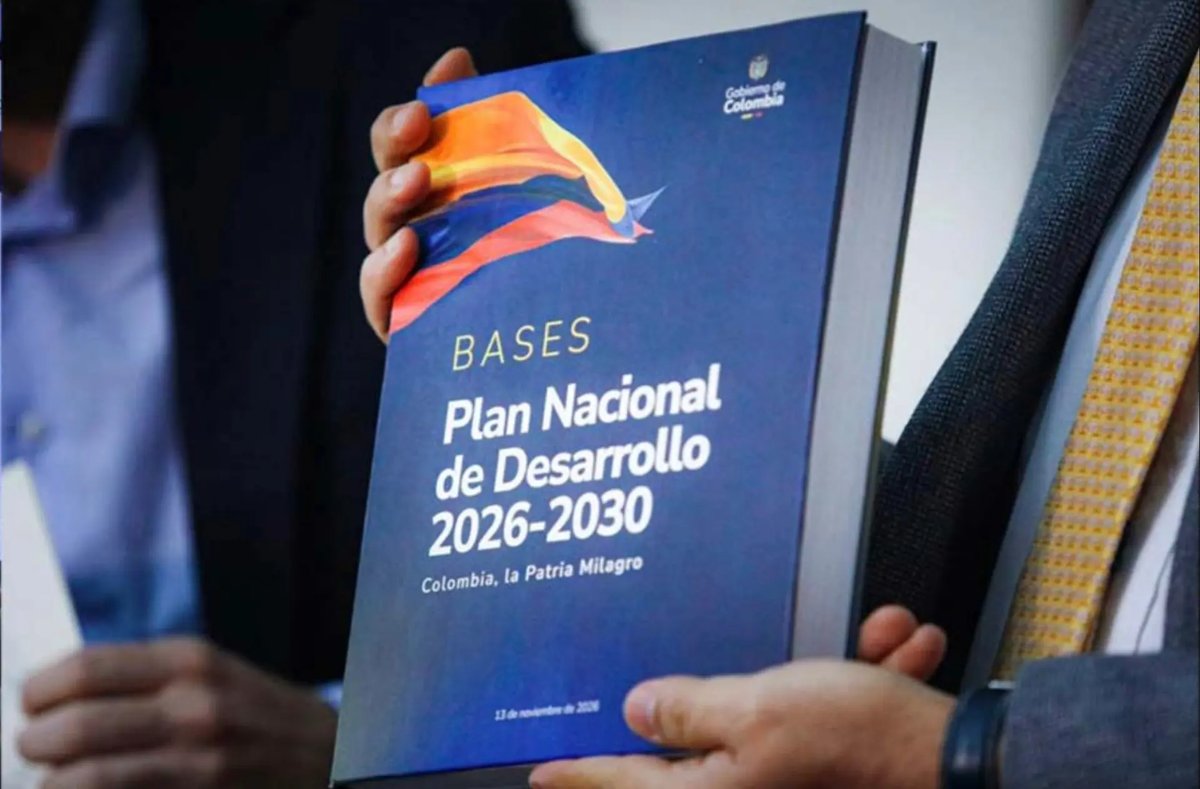 Gobierno de
Colombia
BASES
Plan Nacional
de Desarrollo
2026-2030
Colombia, la Patria Milagro
13 de noviembre de 2026